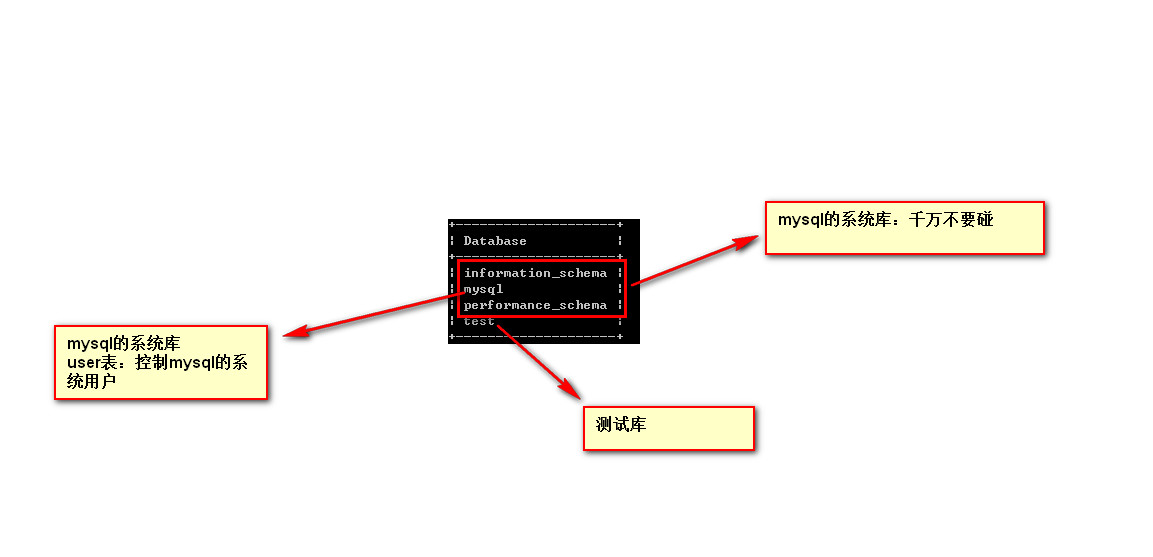 mysql的系统库：千万不要碰
+--------------------+
| Database           |
+--------------------+
| information_schema |
| mysql              |
| performance_schema |
| test               |
+--------------------+
mysql的系统库
user表：控制mysql的系
统用户
测试库